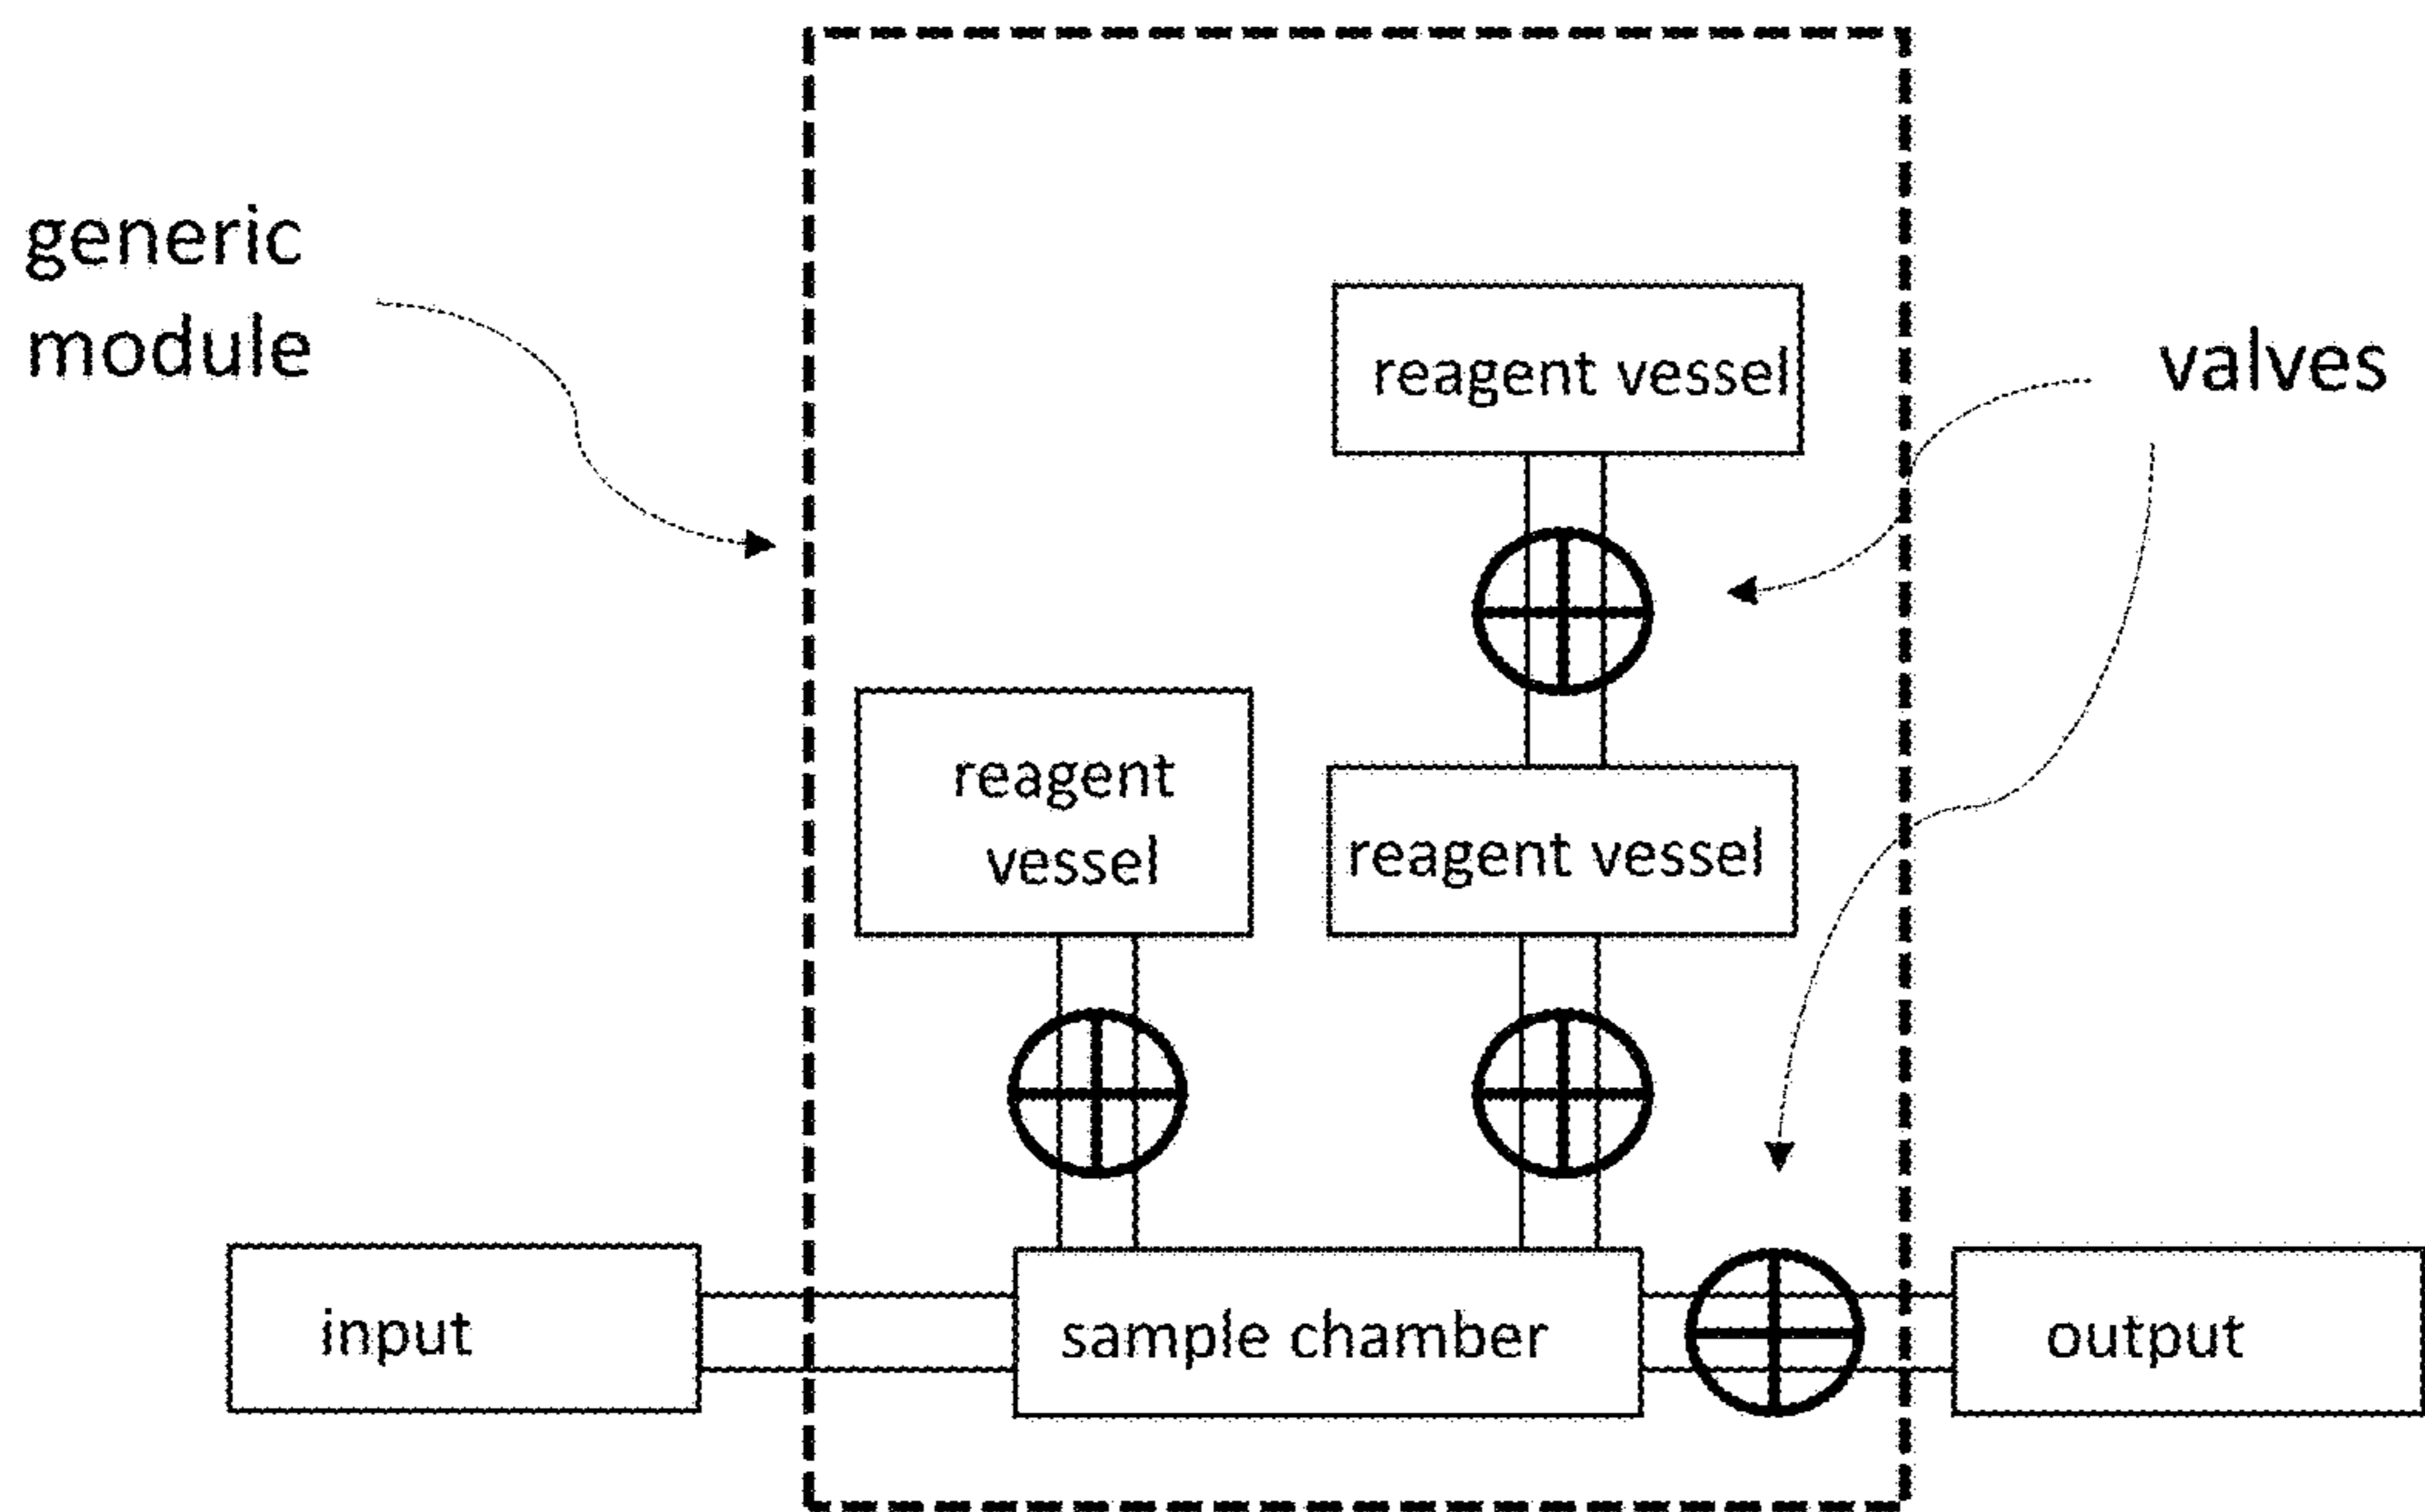 generic
module
reagent vessel
valves
reagent
vessel
reagent vessel
input
sample chamber
output